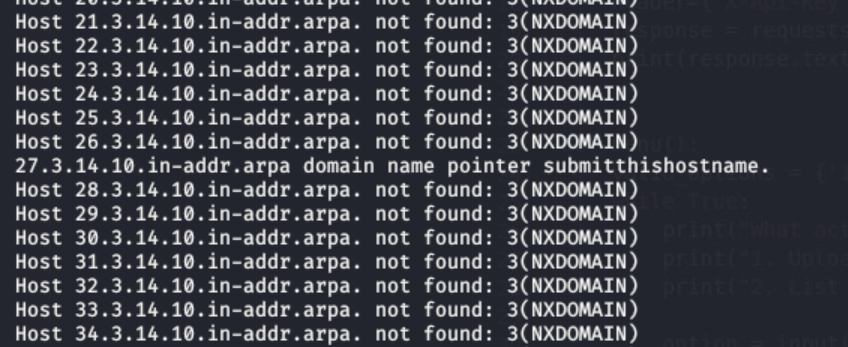 Host 20.3.14.10.in-addr.arpa. not found: 3(NXDOMAIN)
Host 21.3.14.10.in-addr.arpa. not found: 3(NXDOMAIN)
Host 22.3.14.10.in-addr.arpa. not found: 3(NXDOMAIN)
Host 23.3.14.10.in-addr.arpa. not found: 3(NXDOMAIN)
Host 24.3.14.10.in-addr.arpa. not found: 3(NXDOMAIN)
Host 25.3.14.10.in-addr.arpa. not found: 3(NXDOMAIN)
Host 26.3.14.10.in-addr.arpa. not found: 3(NXDOMAIN)
27.3.14.10.in-addr.arpa domain name pointer submitthishostname.
Host 28.3.14.10.in-addr.arpa. not found: 3(NXDOMAIN)
Host 29.3.14.10.in-addr.arpa. not found: 3(NXDOMAIN)
Host 30.3.14.10.in-addr.arpa. not found: 3(NXDOMAIN)
Host 31.3.14.10.in-addr.arpa. not found: 3(NXDOMAIN)
Host 32.3.14.10.in-addr.arpa. not found: 3(NXDOMAIN)
Host 33.3.14.10.in-addr.arpa. not found: 3(NXDOMAIN)
Host 34.3.14.10.in-addr.arpa. not found: 3(NXDOMAIN)
= requests
True:
print("What
print("1.
print("2. List